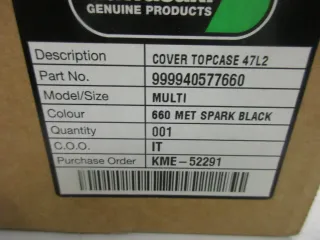 GENUINE PRODUCTS
Description COVER TOPCASE 47L2
Part No. 999940577660
Model/Size MULTI
Colour 660 MET SPARK BLACK
Quantity 001
C.O.O. IT
Purchase Order KME-52291